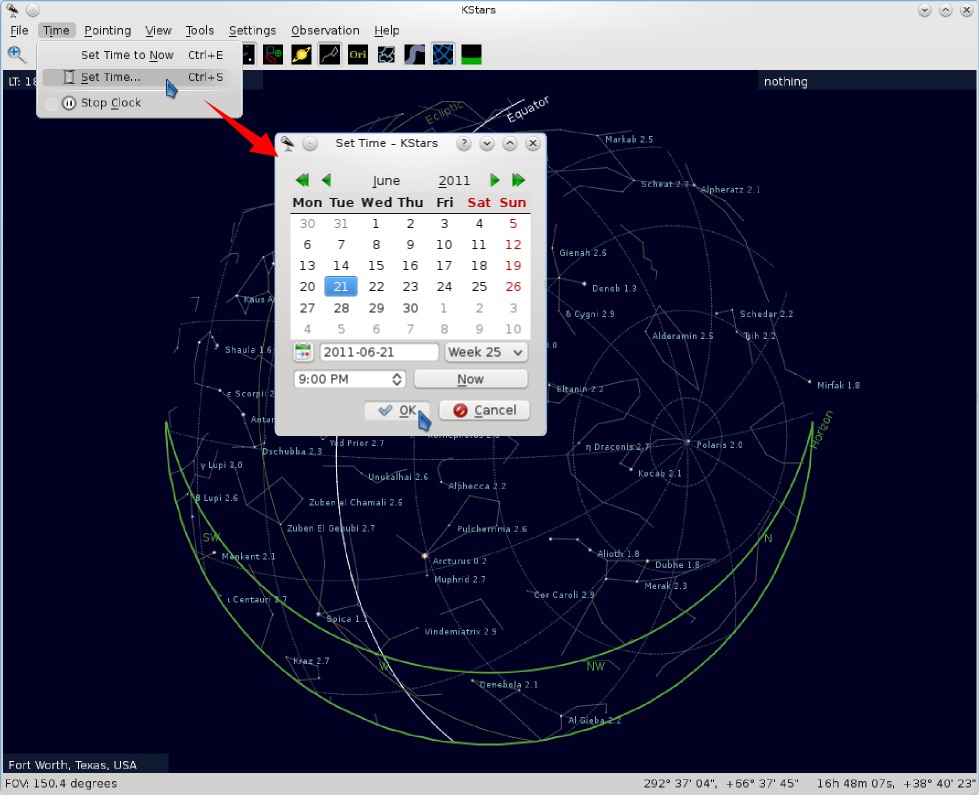 KStars
File Time Pointing View Tools Settings Observation Help
Set Time to Now Ctrl+E
Set Time... Ctrl+S
Stop Clock
Ori
LT: 18
nothing
Ecliptic
Equator
Markab 2.5
Scheat 2.7
Alpheratz 2.1
Set Time - KStars
June 2011
Mon Tue Wed Thu Fri Sat Sun
30 31 1 2 3 4 5
6 7 8 9 10 11 12
13 14 15 16 17 18 19
20 21 22 23 24 25 26
27 28 29 30 1 2 3
4 5 6 7 8 9 10
2011-06-21 Week 25
9:00 PM Now
OK Cancel
Gienah 2.6
Deneb 1.3
Kaus A
δ Cygni 2.9
Schedar 2.2
Alderamin 2.5
Shaula 1.6
Mirfak 1.8
Eltanin 2.2
ε Scorpii 2
Antar
Horizon
Yed Prior 2.7
Dschubba 2.3
η Draconis 2.7
Polaris 2.0
γ Lupi 3.0
Unukalhai 2.6
Kocab 2.1
Alphecca 2.2
β Lupi 2.6
Zuben el Chamali 2.6
Zuben El Genubi 2.7
Pulcherrima 2.6
SW
N
Menkent 2.1
Arcturus 0.2
Alioth 1.8
Dubhe 1.8
Muphrid 2.7
Merak 2.3
ι Centauri 2.7
Cor Caroli 2.9
Spica 1.
Vindemiatrix 2.9
Kraz 2.7
W
NW
Denebola 2.1
Al Gieba 2.2
Fort Worth, Texas, USA
FOV: 150.4 degrees
292° 37' 04", +66° 37' 45" 16h 48m 07s, +38° 40' 23"